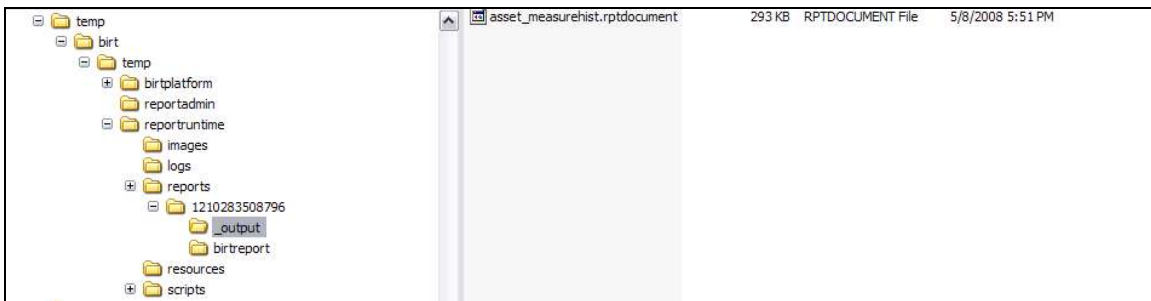 temp
birt
temp
birtplatform
reportadmin
reportruntime
images
logs
reports
1210283508796
_output
birtreport
resources
scripts
asset_measurehist.rptdocument 293 KB RPTDOCUMENT File 5/8/2008 5:51 PM